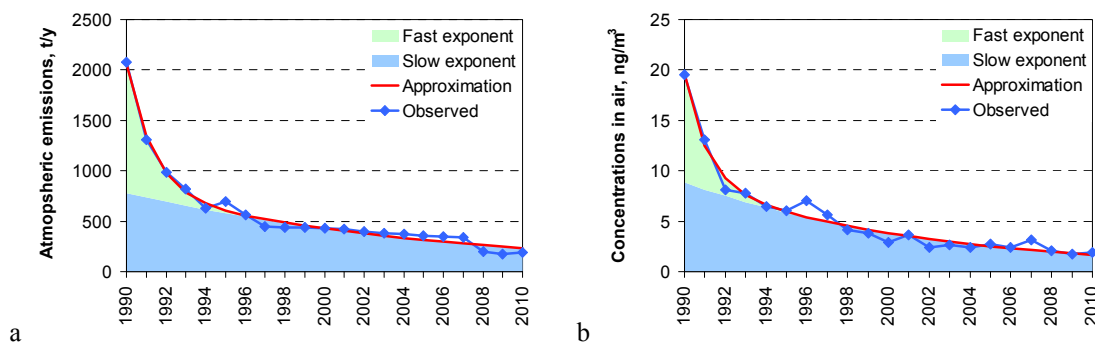 Atmopsheric emissions, t/y
2500
2000
1500
1000
500
0
Fast exponent
Slow exponent
Approximation
Observed
1990
1992
1994
1996
1998
2000
2002
2004
2006
2008
2010
a
Concentrations in air, ng/m³
25
20
15
10
5
0
Fast exponent
Slow exponent
Approximation
Observed
1990
1992
1994
1996
1998
2000
2002
2004
2006
2008
2010
b